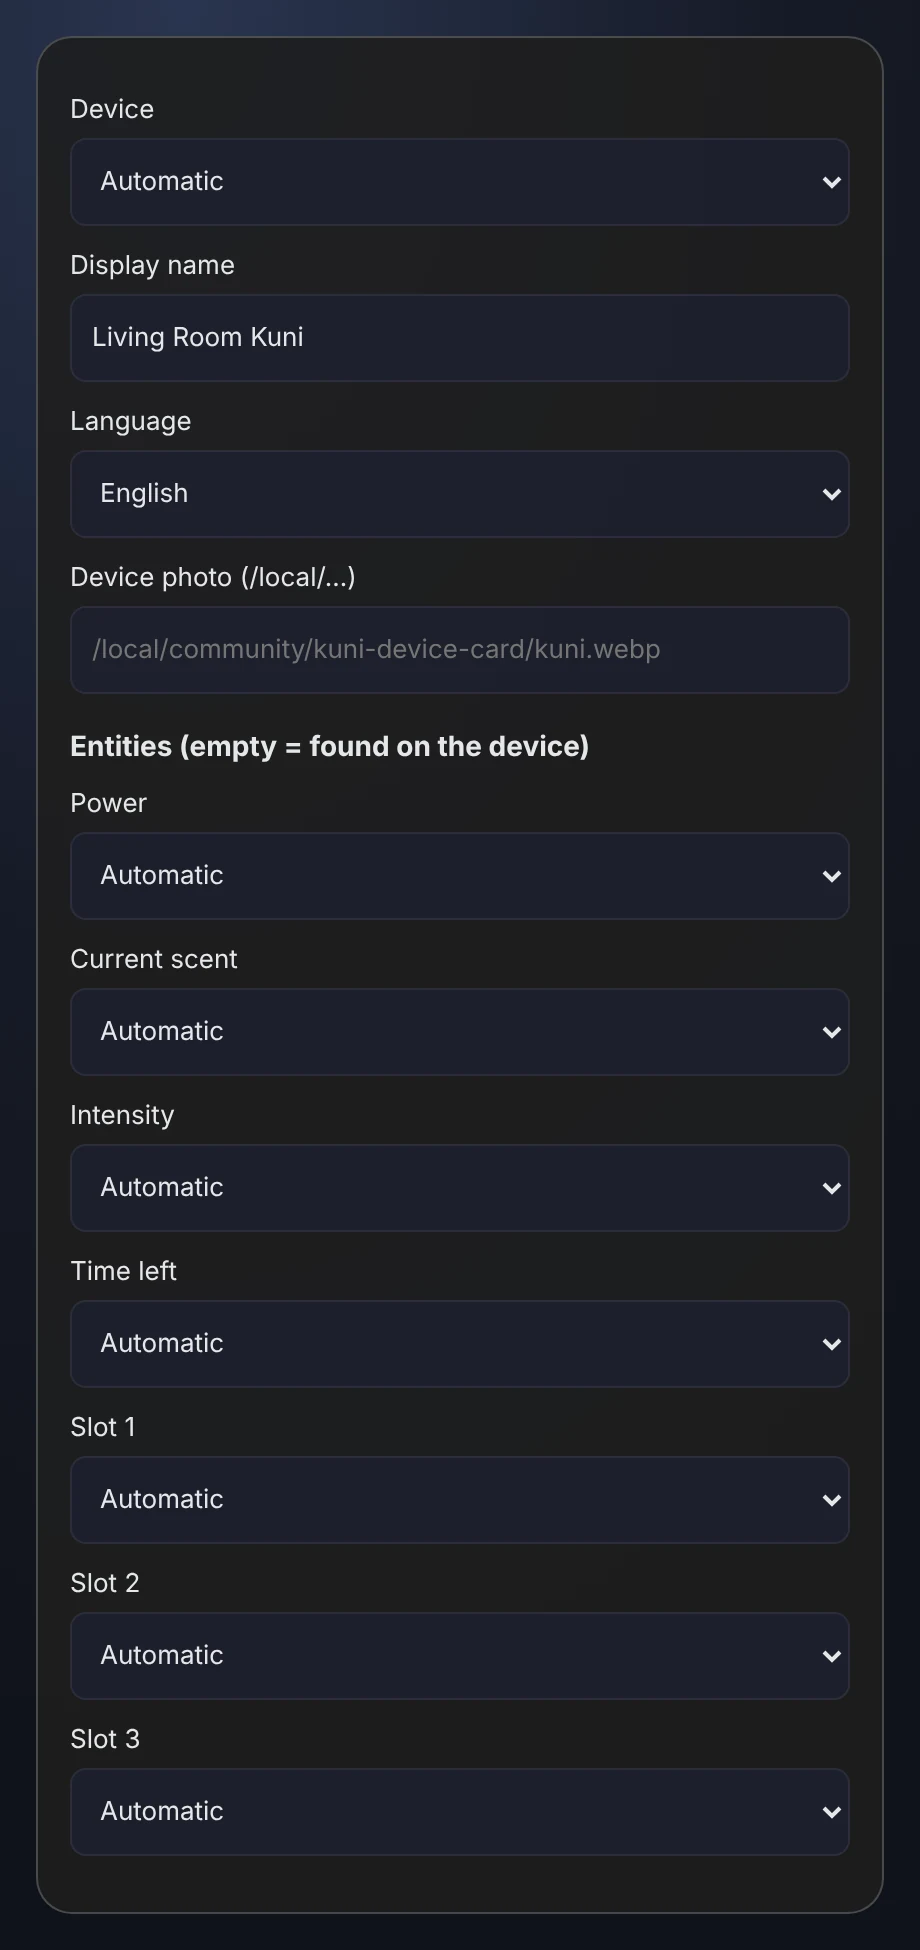 Device
Automatic
Display name
Living Room Kuni
Language
English
Device photo (/local/...)
/local/community/kuni-device-card/kuni.webp
Entities (empty = found on the device)
Power
Automatic
Current scent
Automatic
Intensity
Automatic
Time left
Automatic
Slot 1
Automatic
Slot 2
Automatic
Slot 3
Automatic